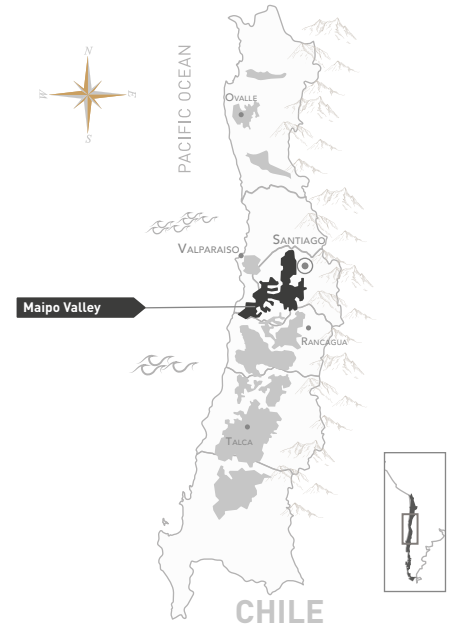 N
W
E
S
PACIFIC OCEAN
OVALLE
SANTIAGO
VALPARAISO
Maipo Valley
RANCAGUA
TALCA
CHILE